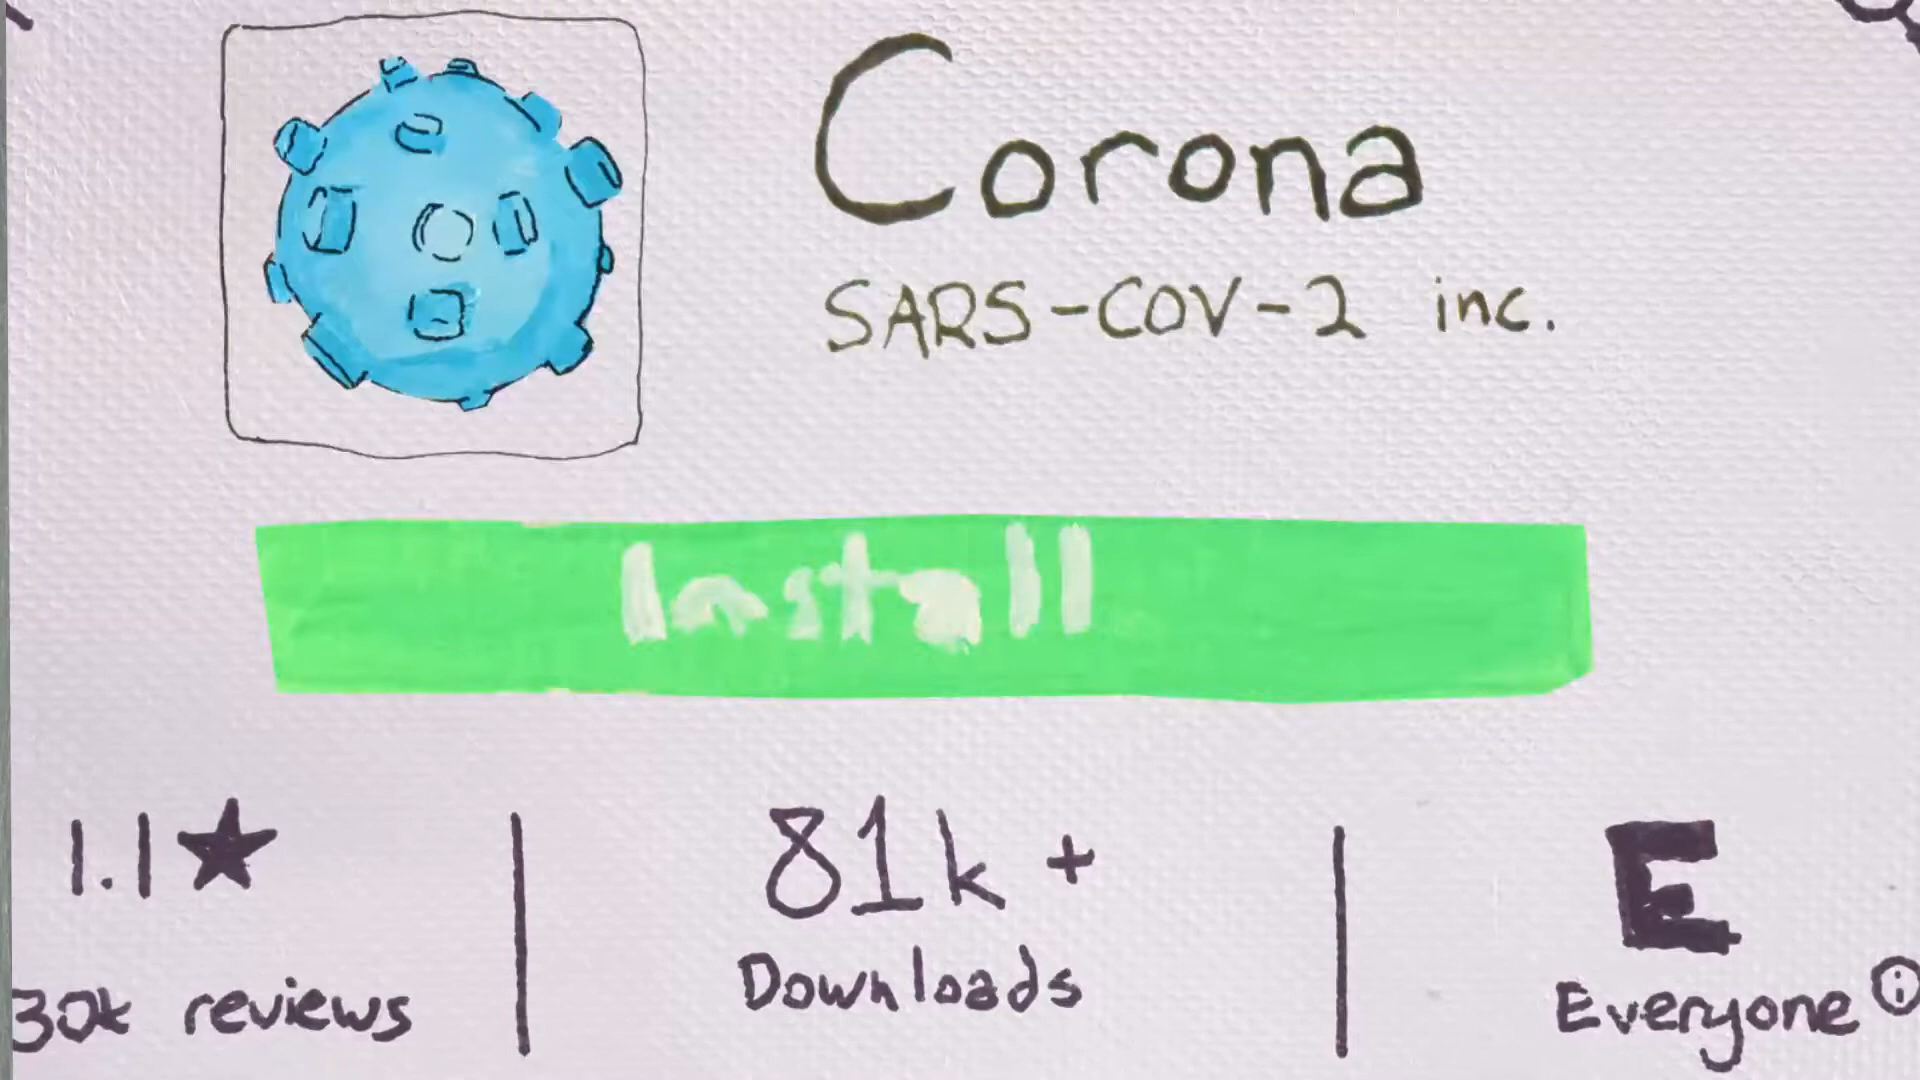 Corona
SARS-COV-2 inc.
Install
1.1★
30k reviews
81k +
Downloads
E
Everyone